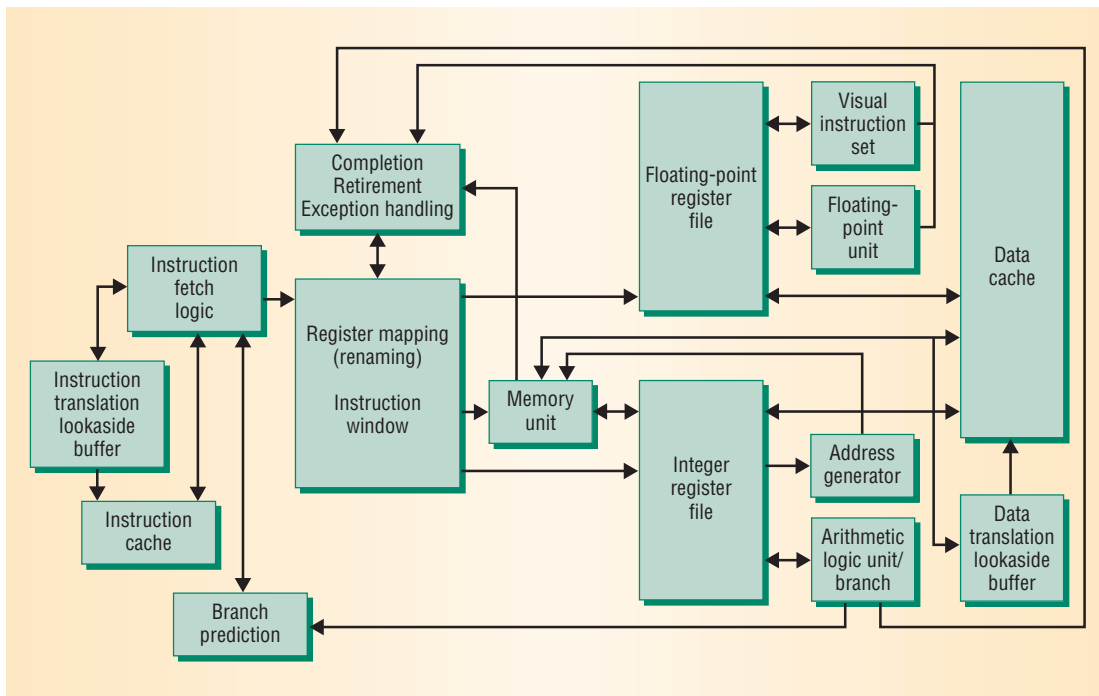 Completion
Retirement
Exception handling
Floating-point
register
file
Visual
instruction
set
Floating-
point
unit
Data
cache
Instruction
fetch
logic
Register mapping
(renaming)
Instruction
window
Instruction
translation
lookaside
buffer
Memory
unit
Integer
register
file
Address
generator
Instruction
cache
Arithmetic
logic unit/
branch
Data
translation
lookaside
buffer
Branch
prediction